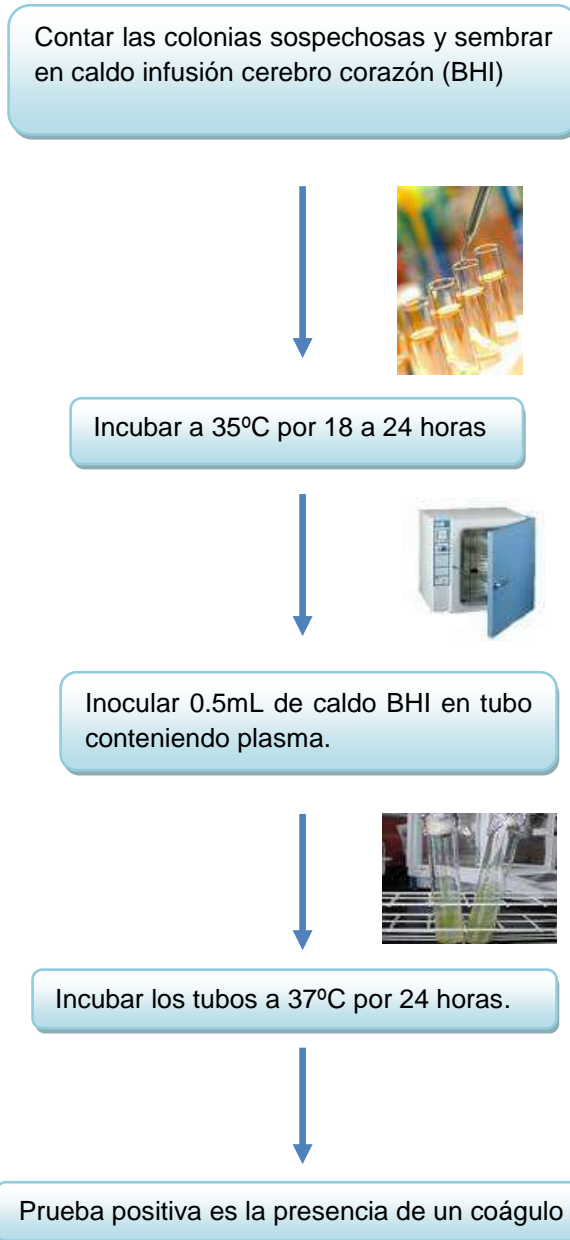 Contar las colonias sospechosas y sembrar
en caldo infusión cerebro corazón (BHI)
Incubar a 35ºC por 18 a 24 horas
Inocular 0.5mL de caldo BHI en tubo
conteniendo plasma.
Incubar los tubos a 37ºC por 24 horas.
Prueba positiva es la presencia de un coágulo